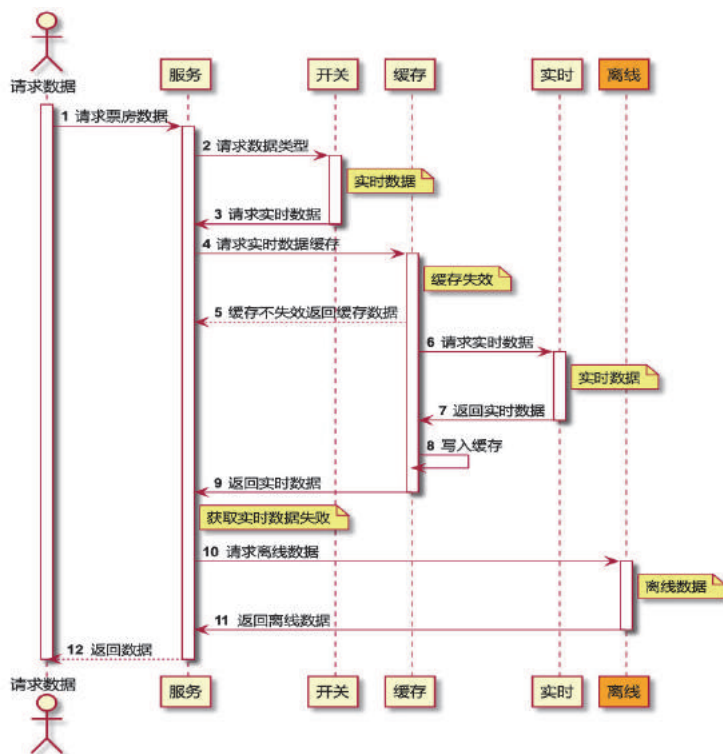 请求数据
服务
开关
缓存
实时
离线
1 请求票房数据
2 请求数据类型
实时数据
3 请求实时数据
4 请求实时数据缓存
缓存失效
5 缓存不失效返回缓存数据
6 请求实时数据
实时数据
7 返回实时数据
8 写入缓存
9 返回实时数据
获取实时数据失败
10 请求离线数据
离线数据
11 返回离线数据
12 返回数据
请求数据
服务
开关
缓存
实时
离线